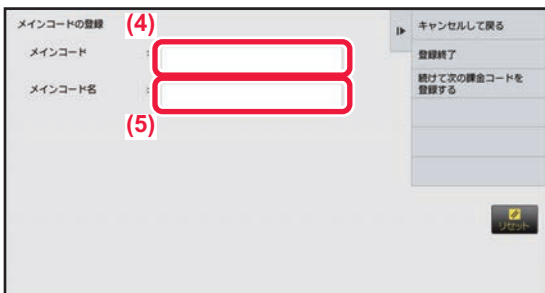 メインコードの登録
(4)
キャンセルして戻る
メインコード :
登録終了
メインコード名 :
続けて次の課金コードを
登録する
(5)
リセット